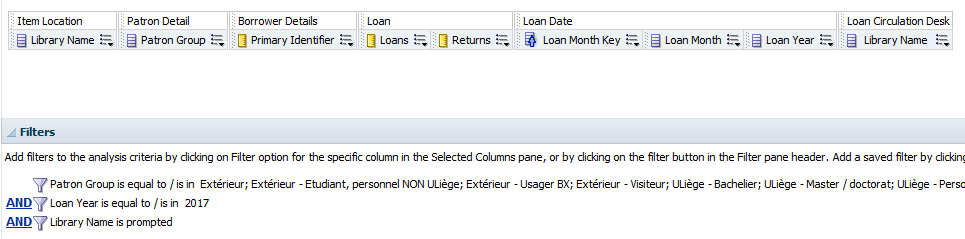 Item Location Patron Detail Borrower Details Loan Loan Date Loan Circulation Desk
Library Name Patron Group Primary Identifier Loans Returns Loan Month Key Loan Month Loan Year Library Name
Filters
Add filters to the analysis criteria by clicking on Filter option for the specific column in the Selected Columns pane, or by clicking on the filter button in the Filter pane header. Add a saved filter by clicking
Patron Group is equal to / is in Extérieur; Extérieur - Etudiant, personnel NON ULiège; Extérieur - Usager BX; Extérieur - Visiteur; ULiège - Bachelier; ULiège - Master / doctorat; ULiège - Perso
AND Loan Year is equal to / is in 2017
AND Library Name is prompted